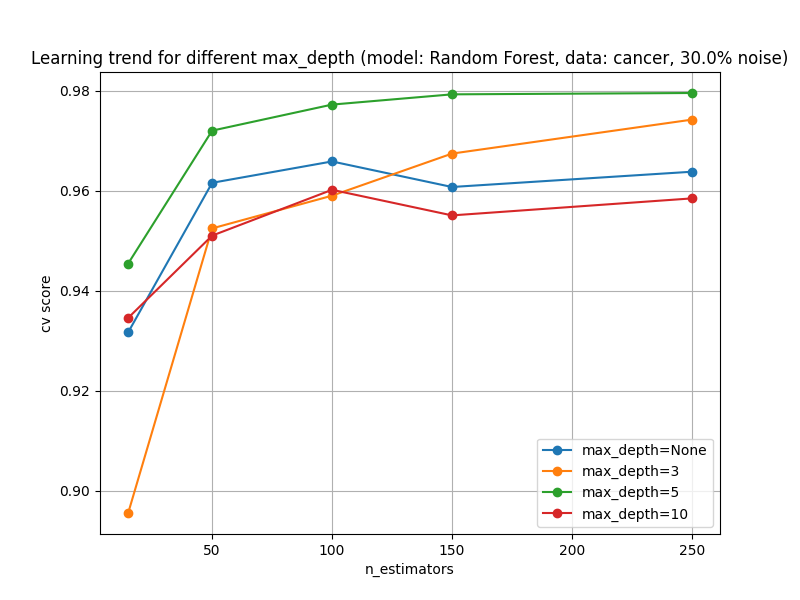 Learning trend for different max_depth (model: Random Forest, data: cancer, 30.0% noise)
0.98
0.96
0.94
0.92
0.90
cv score
50 100 150 200 250
n_estimators
max_depth=None
max_depth=3
max_depth=5
max_depth=10